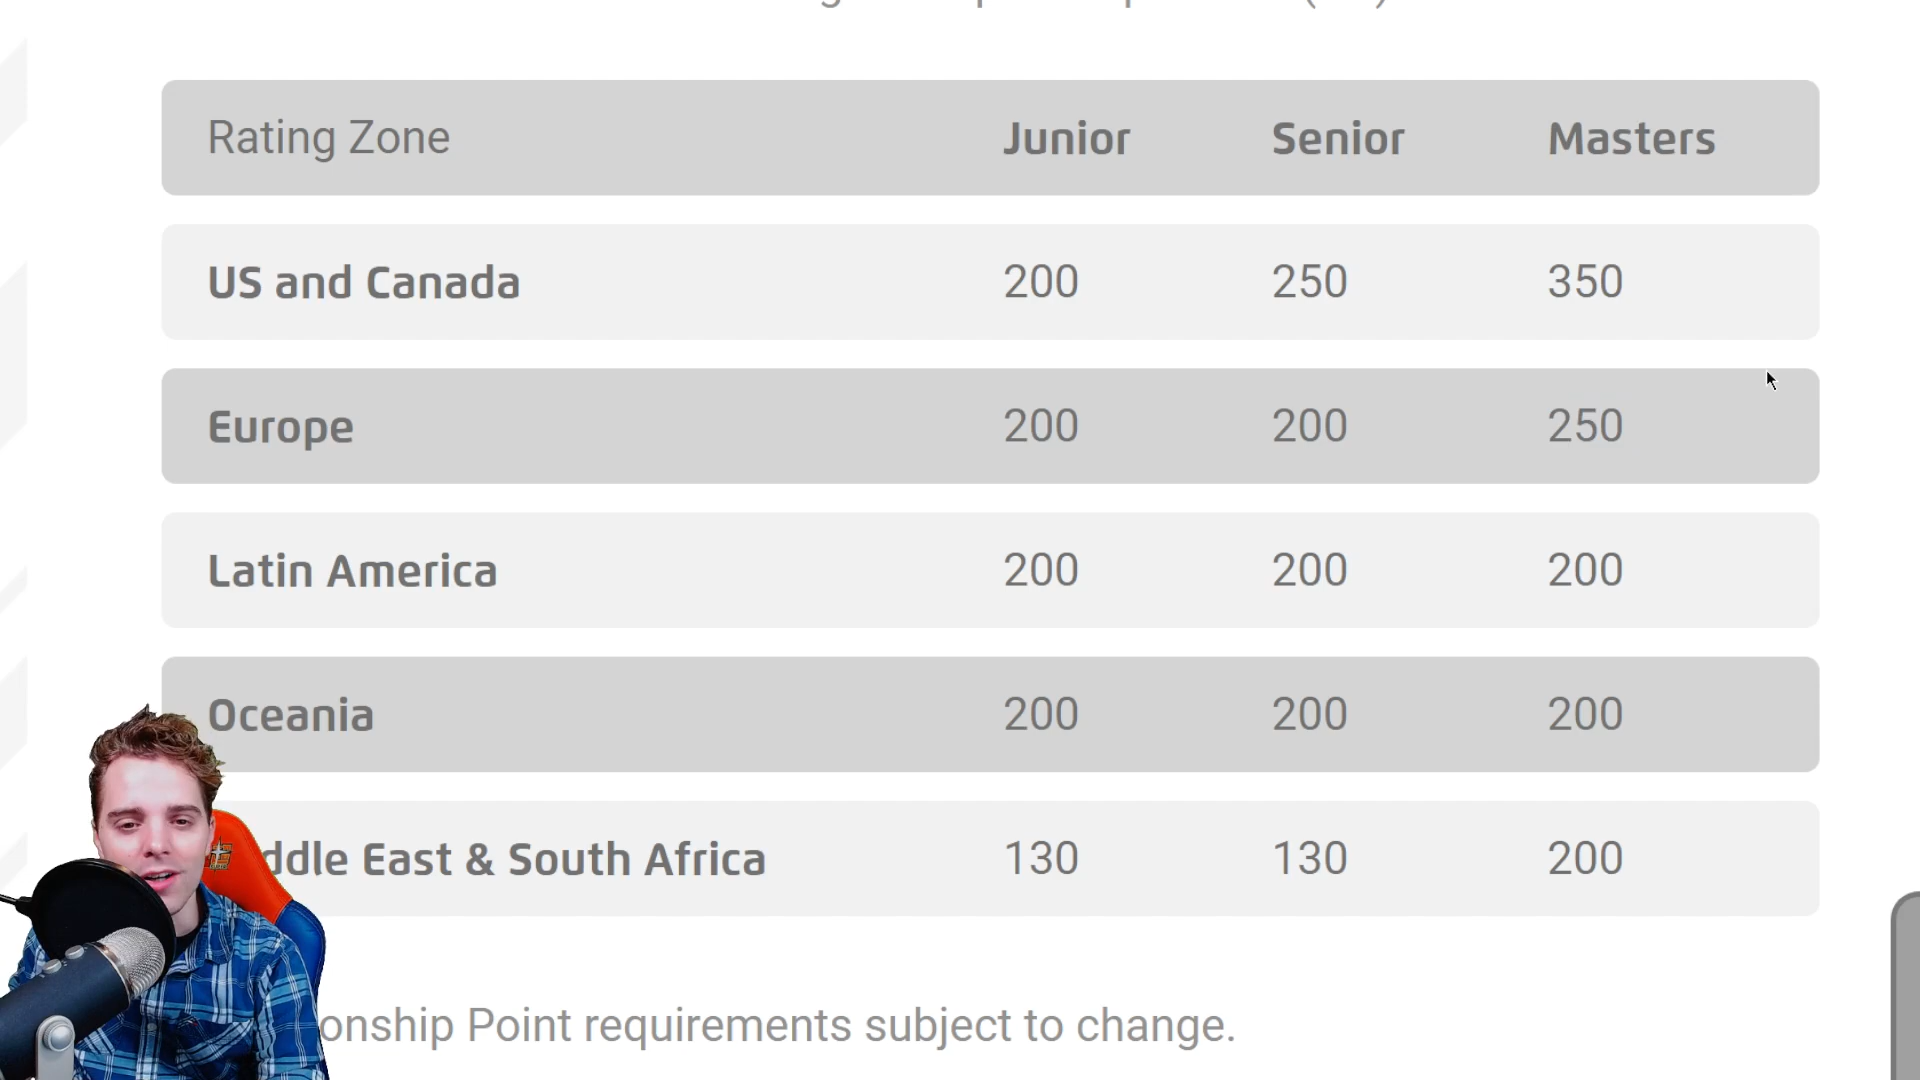 Rating Zone Junior Senior Masters
US and Canada 200 250 350
Europe 200 200 250
Latin America 200 200 200
Oceania 200 200 200
ddle East & South Africa 130 130 200
onship Point requirements subject to change.